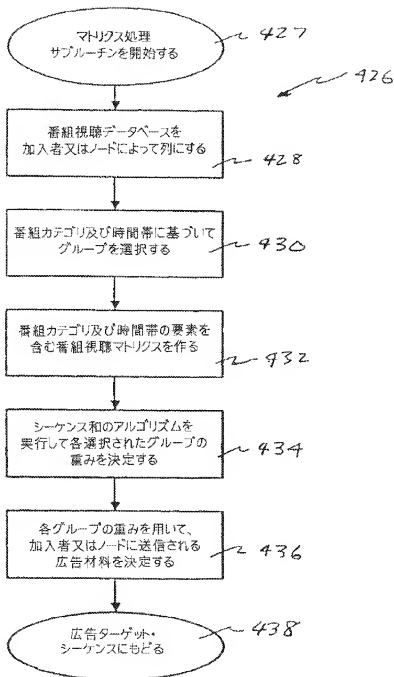 マトリクス処理
サブルーチンを開始する
427
426
番組視聴データベースを
加入者又はノードによって列にする
428
番組カテゴリ及び時間帯に基づいて
グループを選択する
430
番組カテゴリ及び時間帯の要素を
含む番組視聴マトリクスを作る
432
シーケンス和のアルゴリズムを
実行して各選択されたグループの
重みを決定する
434
各グループの重みを用いて、
加入者又はノードに送信される
広告材料を決定する
436
広告ターゲット・
シーケンスにもどる
438